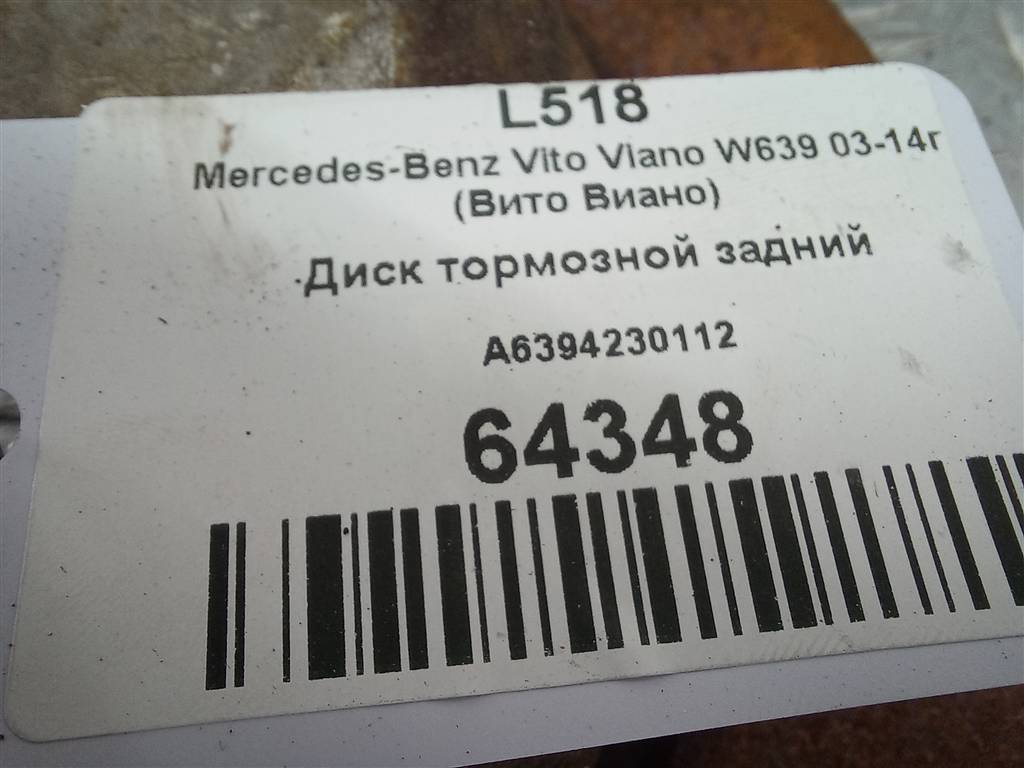 L518
Mercedes-Benz Vito Viano W639 03-14г
(Вито Виано)
Диск тормозной задний
A6394230112
64348